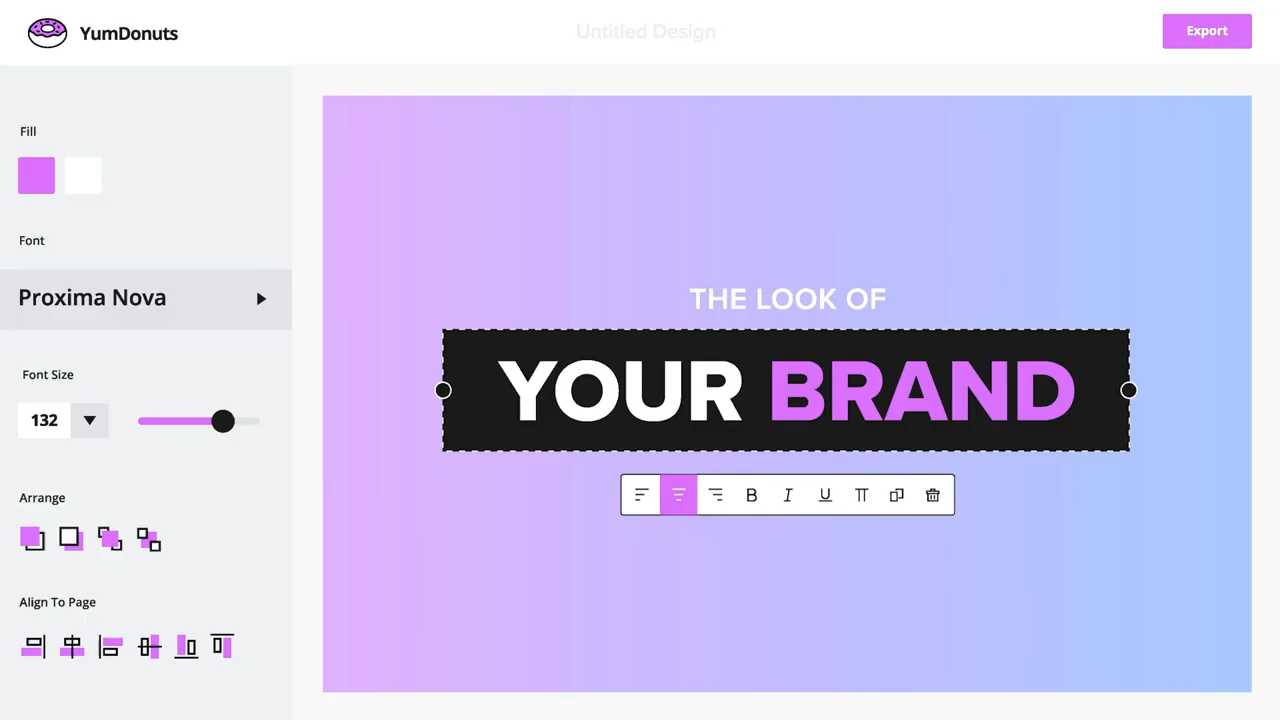 YumDonuts
Untitled Design
Export
Fill
Font
Proxima Nova
Font Size
132
Arrange
Align To Page
THE LOOK OF
YOUR BRAND
B I U TT